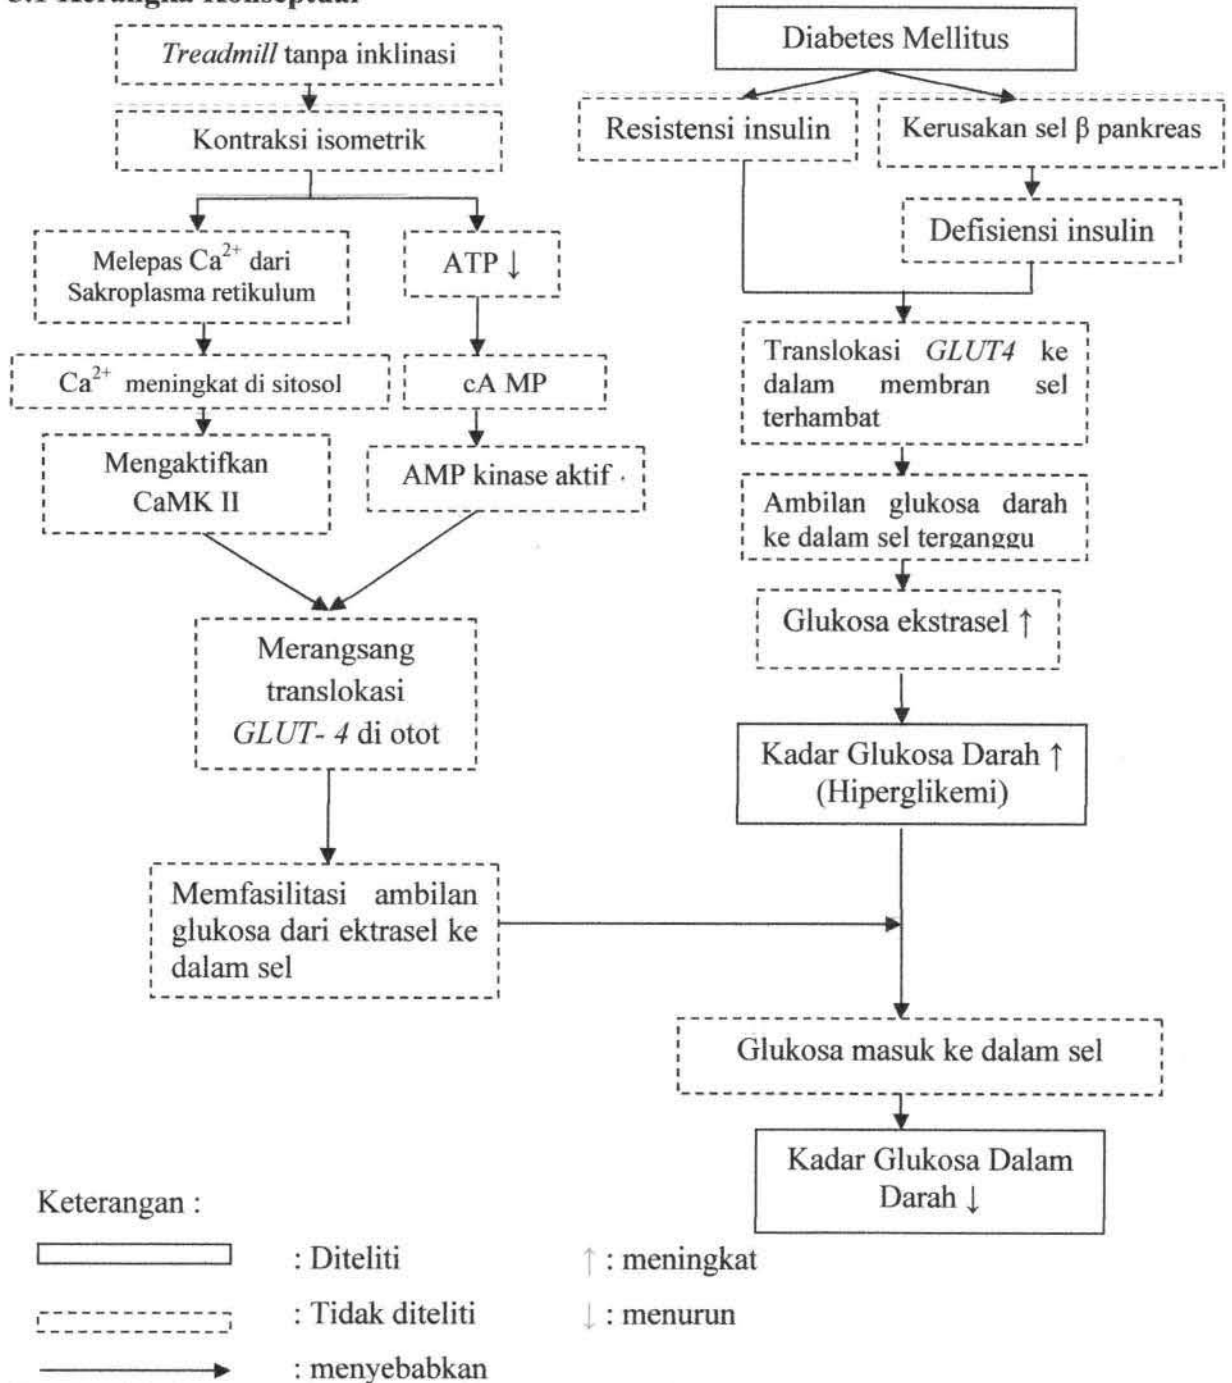 3.1 Kerangka Konseptual
Treadmill tanpa inklinasi
Kontraksi isometrik
Melepas Ca²⁺ dari
Sakroplasma retikulum
ATP ↓
Ca²⁺ meningkat di sitosol
cA MP
Mengaktifkan
CaMK II
AMP kinase aktif
Merangsang
translokasi
GLUT- 4 di otot
Memfasilitasi ambilan
glukosa dari ektrasel ke
dalam sel
Diabetes Mellitus
Resistensi insulin
Kerusakan sel β pankreas
Defisiensi insulin
Translokasi GLUT4 ke
dalam membran sel
terhambat
Ambilan glukosa darah
ke dalam sel terganggu
Glukosa ekstrasel ↑
Kadar Glukosa Darah ↑
(Hiperglikemi)
Glukosa masuk ke dalam sel
Kadar Glukosa Dalam
Darah ↓
Keterangan :
: Diteliti
↑ : meningkat
: Tidak diteliti
↓ : menurun
: menyebabkan